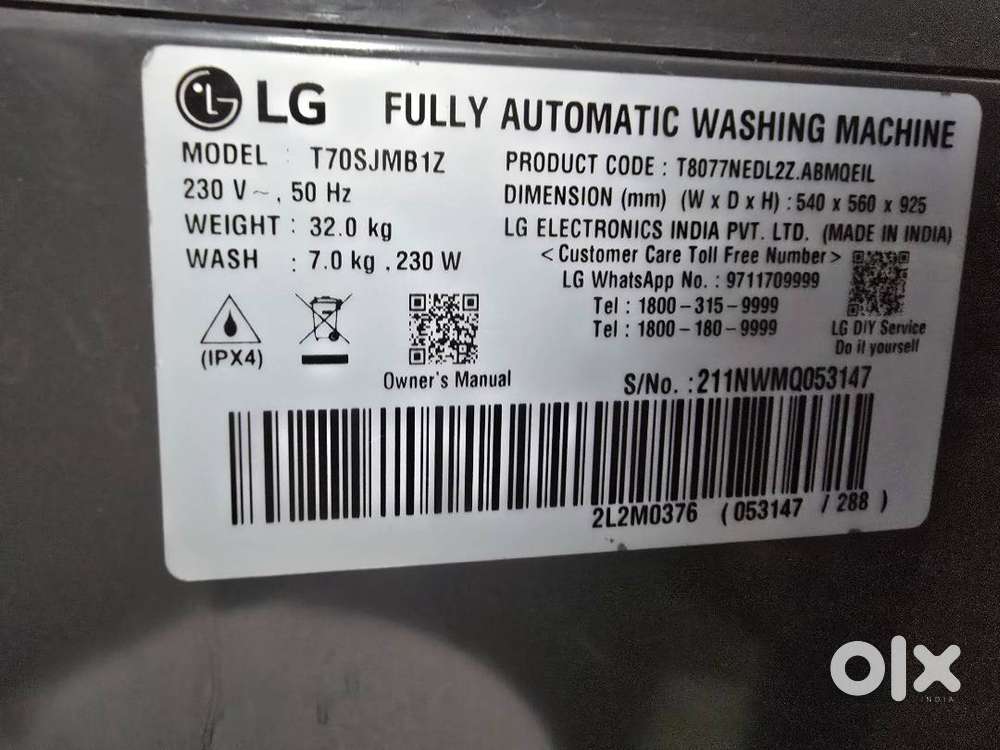 LG FULLY AUTOMATIC WASHING MACHINE
MODEL : T70SJMB1Z
230 V ~ , 50 Hz
WEIGHT : 32.0 kg
WASH : 7.0 kg , 230 W
PRODUCT CODE : T8077NEDL2Z.ABMQEIL
DIMENSION (mm) (W x D x H) : 540 x 560 x 925
LG ELECTRONICS INDIA PVT. LTD. (MADE IN INDIA)
< Customer Care Toll Free Number >
LG WhatsApp No. : 9711709999
Tel : 1800-315-9999
Tel : 1800-180-9999
LG DIY Service
Do it yourself
(IPX4)
Owner's Manual
S/No. : 211NWMQ053147
2L2M0376 ( 053147 / 288 )
olx
INDIA